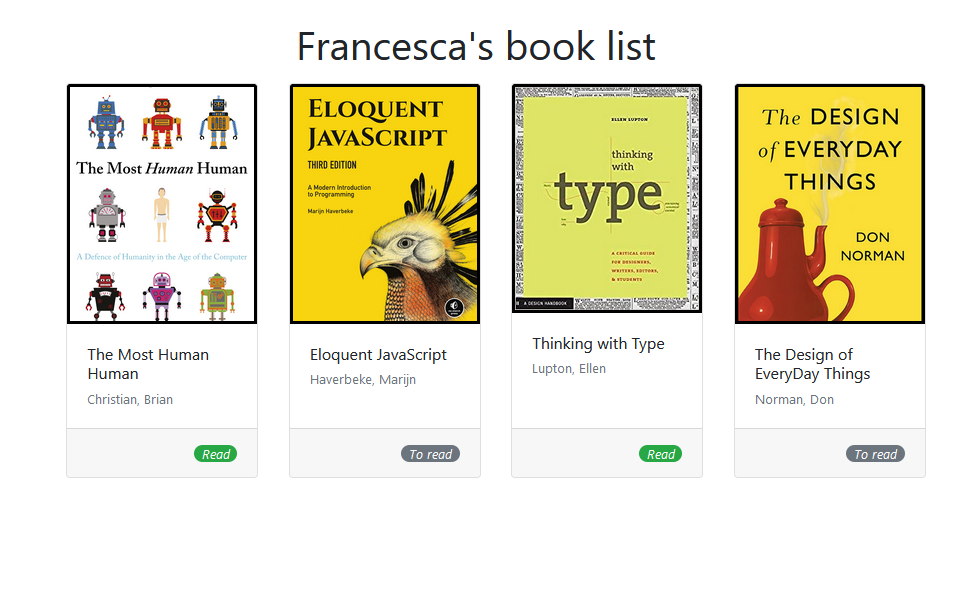 Francesca's book list
The Most Human Human
A Defence of Humanity in the Age of the Computer
The Most Human
Human
Christian, Brian
Read
ELOQUENT
JAVASCRIPT
THIRD EDITION
A Modern Introduction
to Programming
Marijn Haverbeke
Eloquent JavaScript
Haverbeke, Marijn
To read
ELLEN LUPTON
thinking
with
type
A CRITICAL GUIDE
FOR DESIGNERS,
WRITERS, EDITORS,
& STUDENTS
A DESIGN HANDBOOK
Thinking with Type
Lupton, Ellen
Read
The DESIGN
of EVERYDAY
THINGS
DON
NORMAN
The Design of
EveryDay Things
Norman, Don
To read